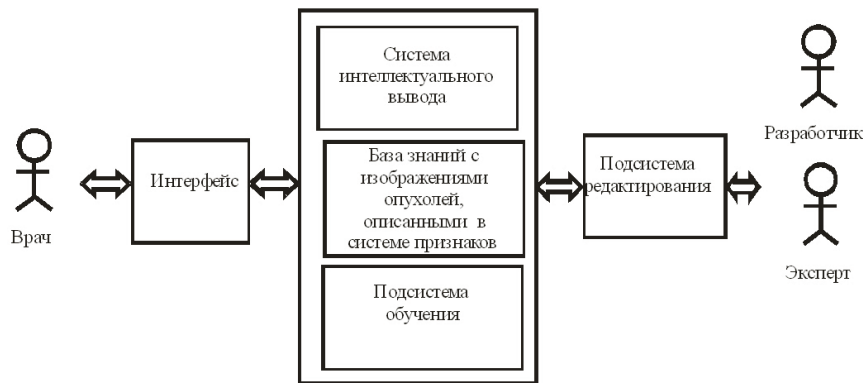 Система
интеллектуального
вывода
Разработчик
База знаний с
изображениями
опухолей,
описанными в
системе признаков
Интерфейс
Подсистема
редактирования
Врач
Эксперт
Подсистема
обучения